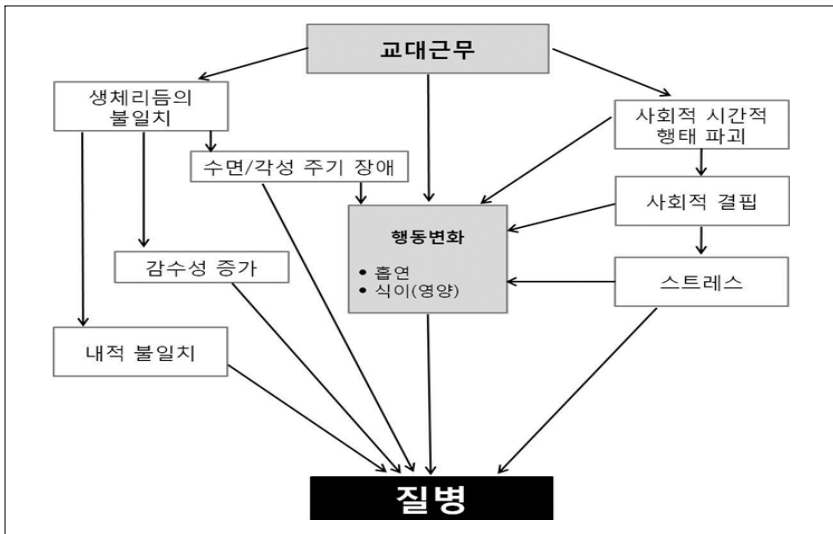 교대근무
생체리듬의
불일치
사회적 시간적
행태 파괴
수면/각성 주기 장애
사회적 결핍
행동변화
• 흡연
• 식이(영양)
감수성 증가
스트레스
내적 불일치
질병